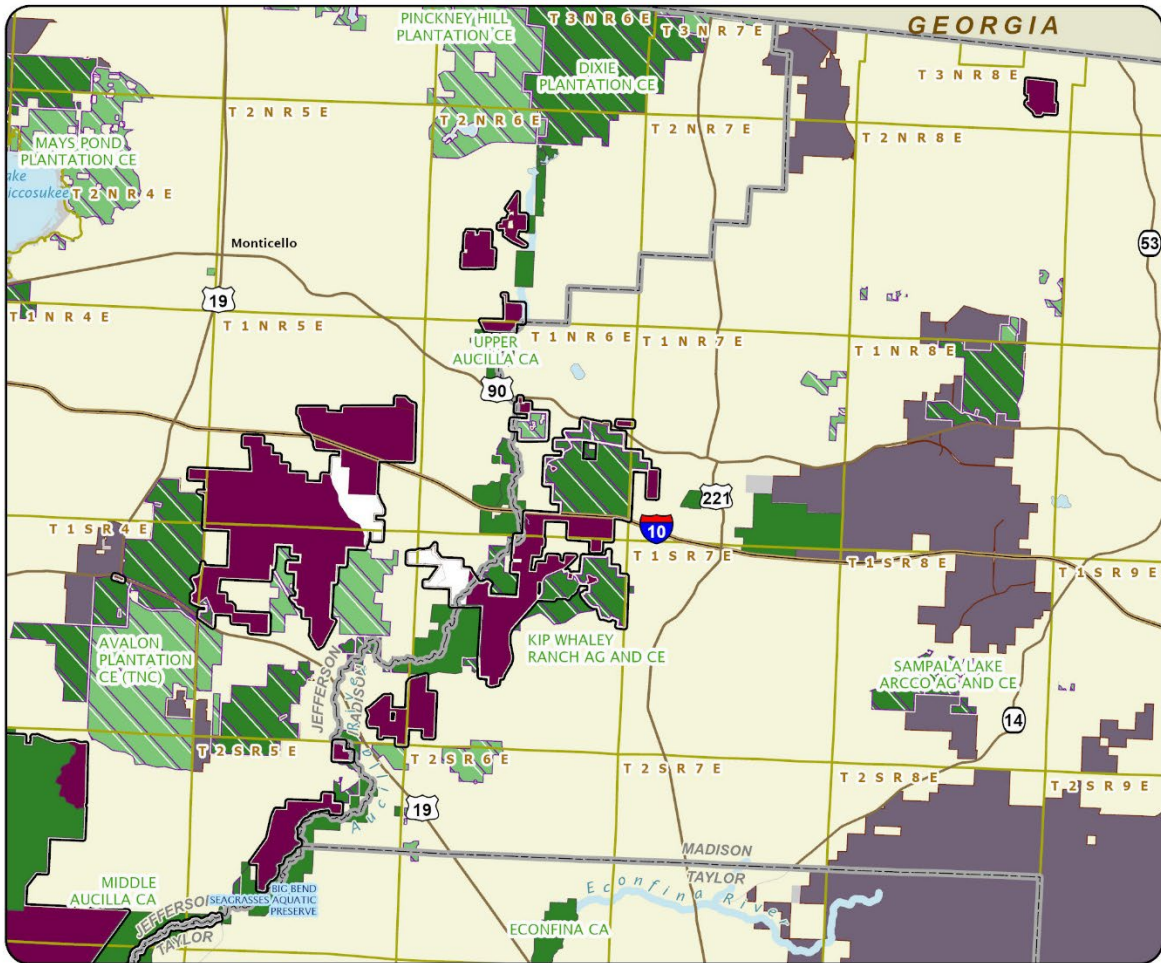 PINCKNEY HILL
PLANTATION CE
T 3 N R 6 E
T 3 N R 7 E
GEORGIA
DIXIE
PLANTATION CE
T 3 N R 8 E
T 2 N R 5 E
T 2 N R 6 E
T 2 N R 7 E
T 2 N R 8 E
MAYS POND
PLANTATION CE
ake
iccosukee
T 2 N R 4 E
Monticello
53
19
T 1 N R 4 E
T 1 N R 5 E
T 1 N R 6 E
T 1 N R 7 E
T 1 N R 8 E
UPPER
AUCILLA CA
90
221
10
T 1 S R 4 E
T 1 S R 7 E
T 1 S R 8 E
T 1 S R 9 E
AVALON
PLANTATION
CE (TNC)
KIP WHALEY
RANCH AG AND CE
SAMPALA LAKE
ARCCO AG AND CE
JEFFERSON
MADISON
14
T 2 S R 5 E
T 2 S R 6 E
T 2 S R 7 E
T 2 S R 8 E
T 2 S R 9 E
19
MADISON
TAYLOR
MIDDLE
AUCILLA CA
BIG BEND
SEAGRASSES AQUATIC
PRESERVE
JEFFERSO
TAYLOR
Econfina River
ECONFINA CA